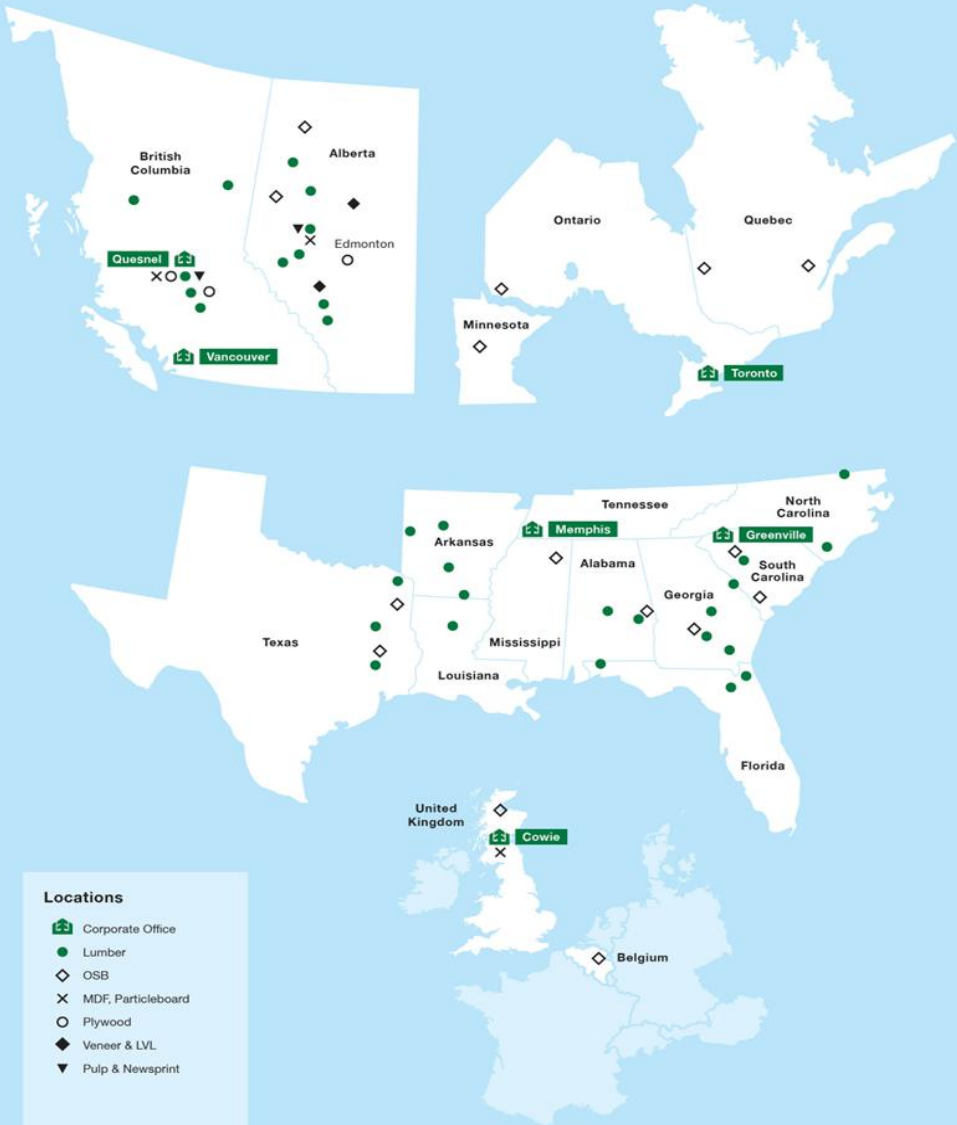 British
Columbia
Alberta
Edmonton
Quesnel
Vancouver
Ontario
Quebec
Minnesota
Toronto
Tennessee
North
Carolina
Memphis
Greenville
Arkansas
Alabama
South
Carolina
Georgia
Texas
Mississippi
Louisiana
Florida
United
Kingdom
Cowie
Belgium
Locations
Corporate Office
Lumber
OSB
MDF, Particleboard
Plywood
Veneer & LVL
Pulp & Newsprint